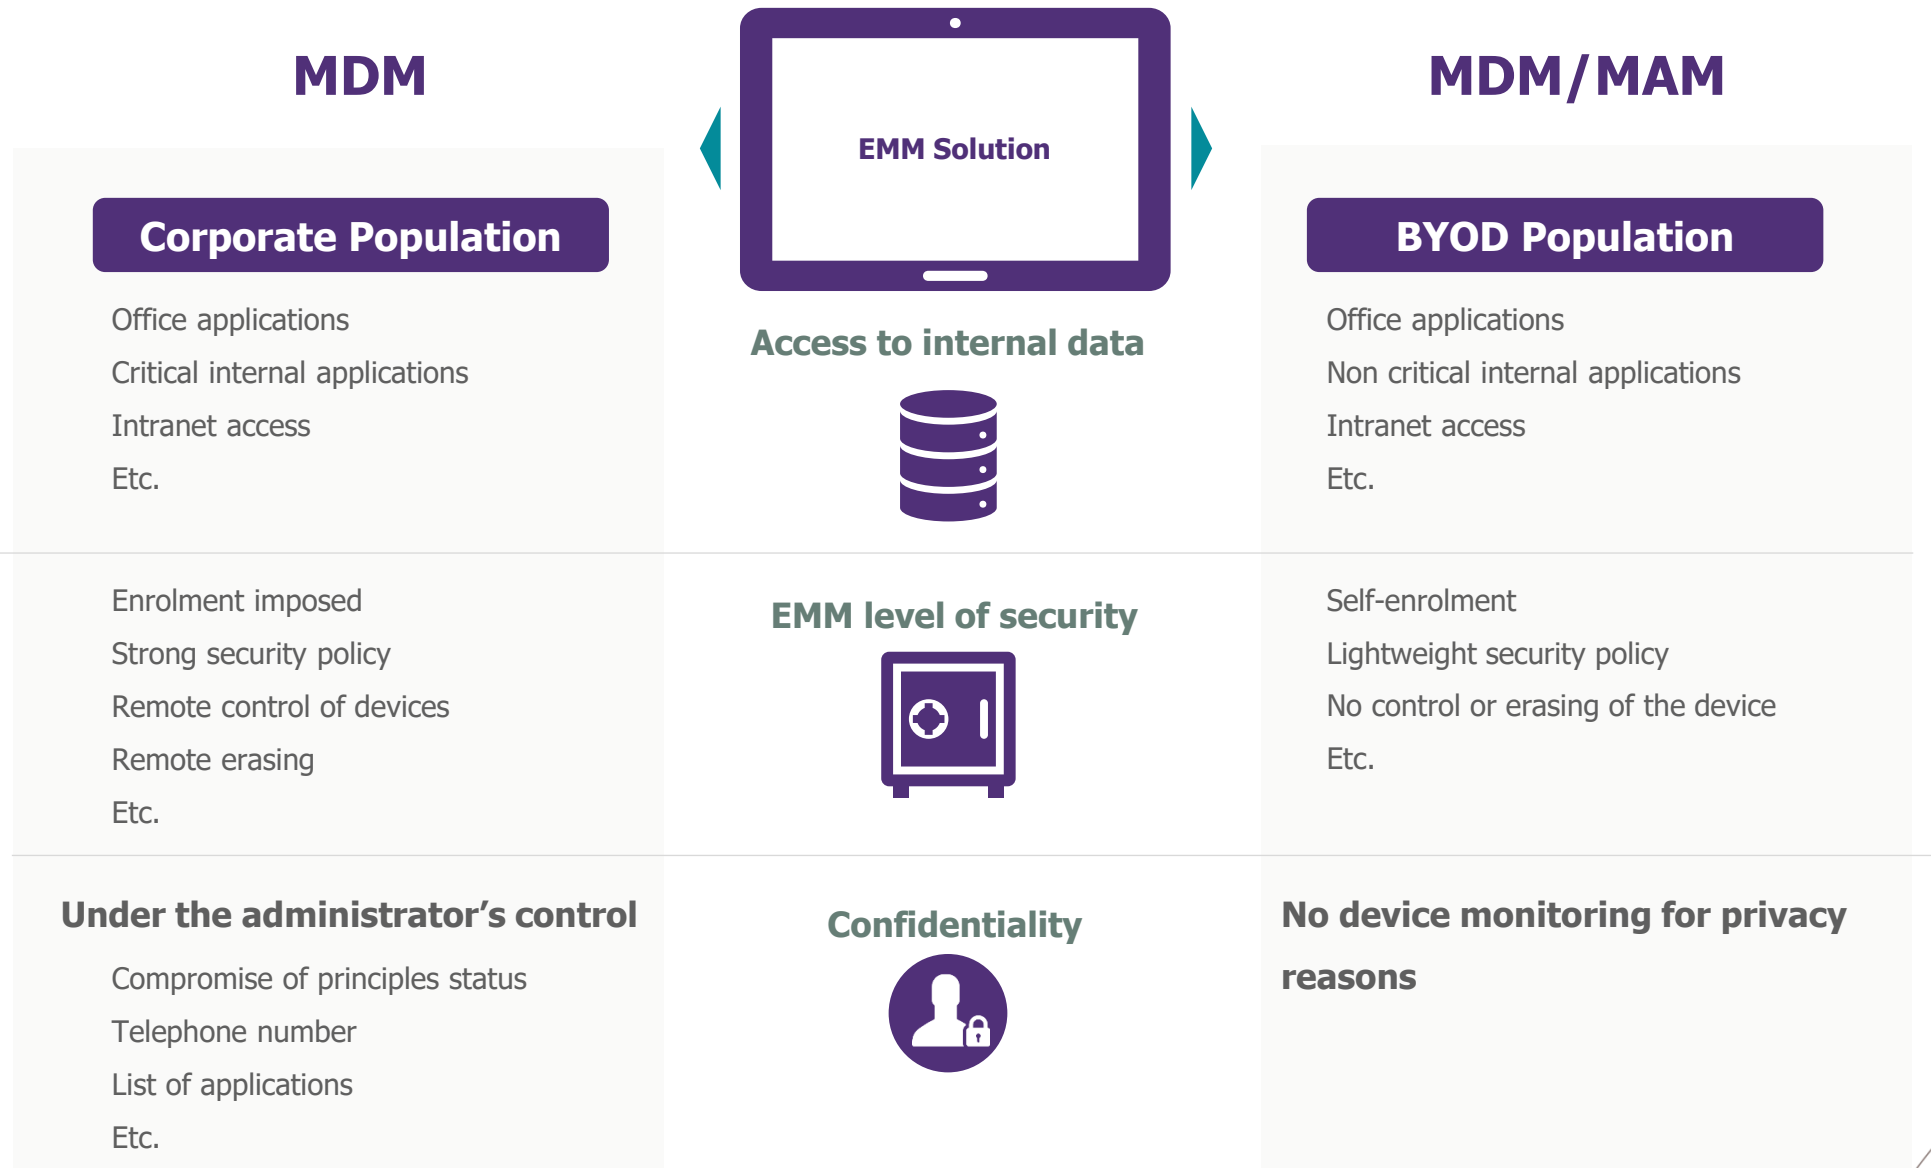 MDM
EMM Solution
MDM/MAM
Corporate Population
BYOD Population
Access to internal data
Office applications
Critical internal applications
Intranet access
Etc.
Office applications
Non critical internal applications
Intranet access
Etc.
EMM level of security
Enrolment imposed
Strong security policy
Remote control of devices
Remote erasing
Etc.
Self-enrolment
Lightweight security policy
No control or erasing of the device
Etc.
Confidentiality
Under the administrator’s control
Compromise of principles status
Telephone number
List of applications
Etc.
No device monitoring for privacy
reasons